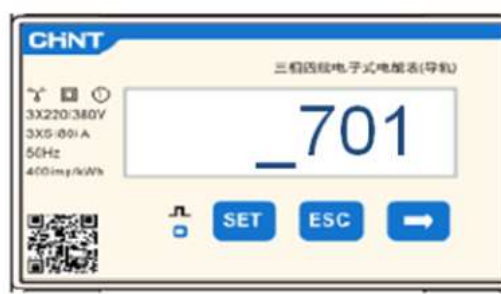 CHNT
三相四线电子式电能表(导轨)
3X220/380V
3X5(80)A
50Hz
400imp/kWh
_701
SET
ESC